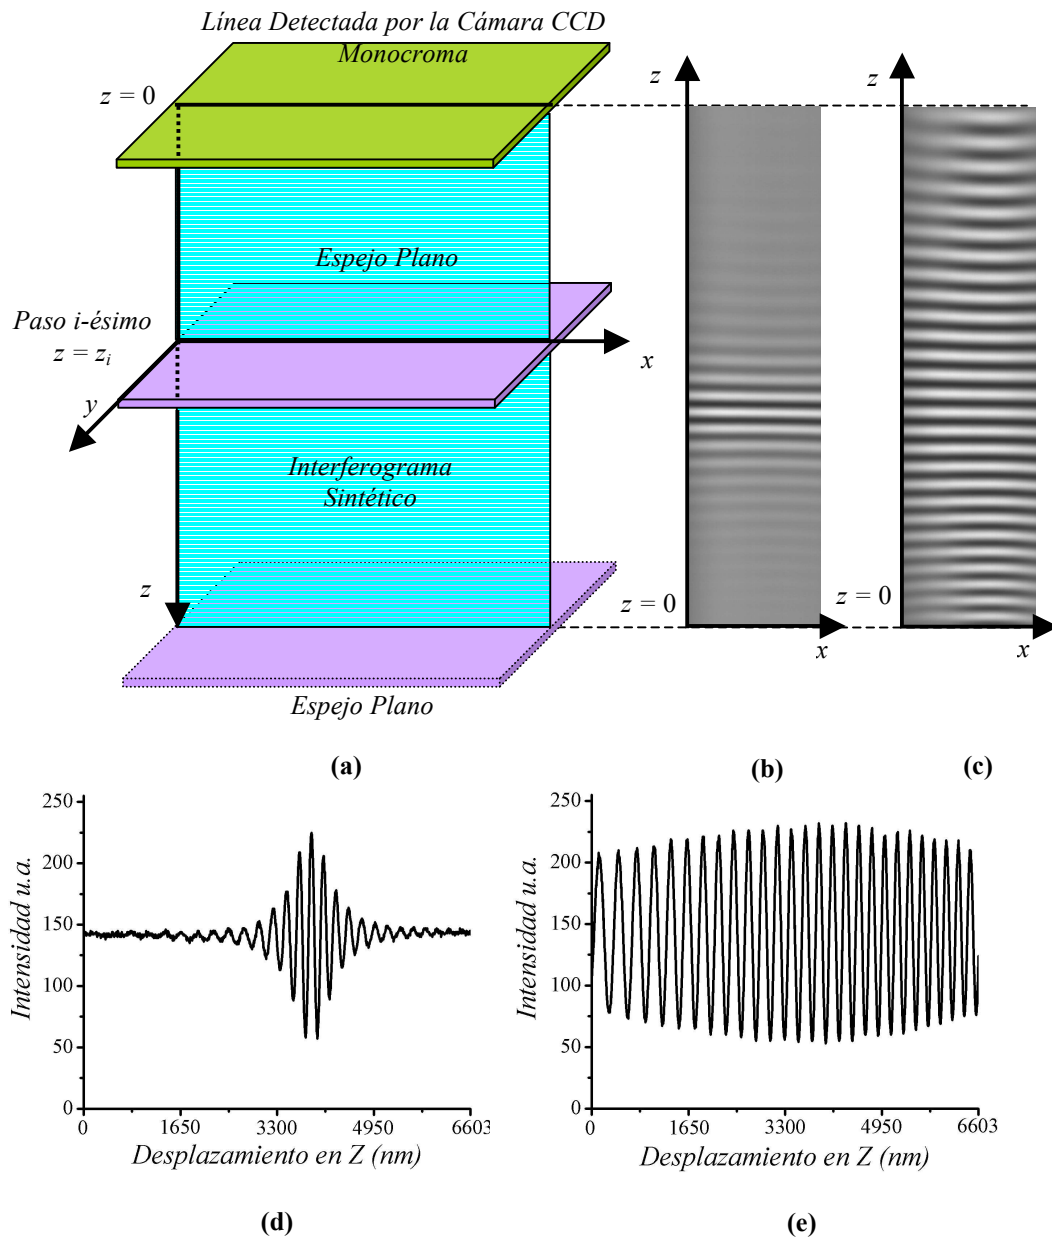 Línea Detectada por la Cámara CCD
Monocroma
z = 0
Espejo Plano
Paso i-ésimo
z = zᵢ
x
y
Interferograma
Sintético
z
Espejo Plano
z
z = 0
x
z
z = 0
x
(a)
(b)
(c)
Intensidad u.a.
250
200
150
100
50
0
0 1650 3300 4950 6603
Desplazamiento en Z (nm)
(d)
Intensidad u.a.
250
200
150
100
50
0
0 1650 3300 4950 6603
Desplazamiento en Z (nm)
(e)